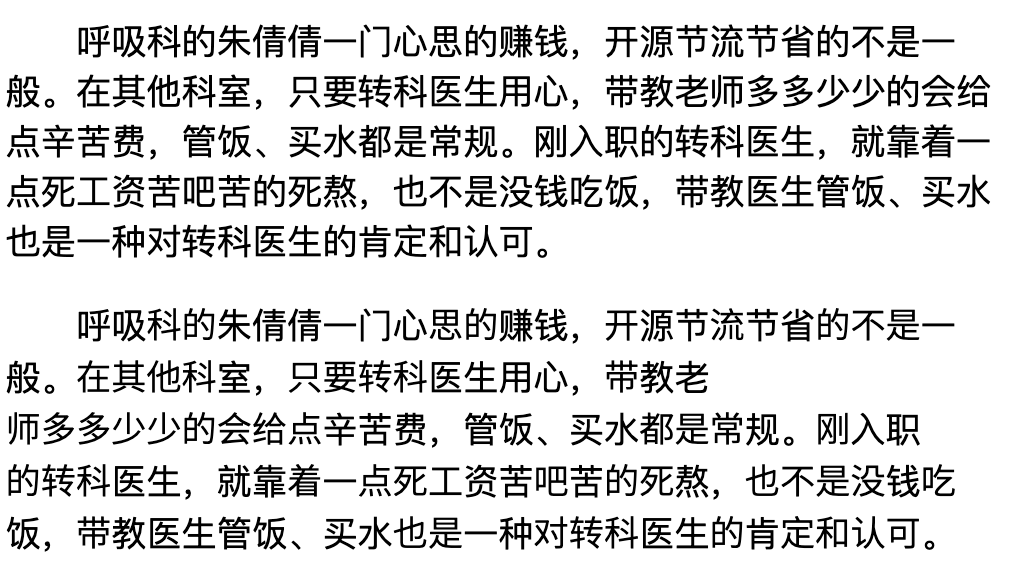 呼吸科的朱倩倩一门心思的赚钱，开源节流节省的不是一
般。在其他科室，只要转科医生用心，带教老师多多少少的会给
点辛苦费，管饭、买水都是常规。刚入职的转科医生，就靠着一
点死工资苦吧苦的死熬，也不是没钱吃饭，带教医生管饭、买水
也是一种对转科医生的肯定和认可。
呼吸科的朱倩倩一门心思的赚钱，开源节流节省的不是一
般。在其他科室，只要转科医生用心，带教老
师多多少少的会给点辛苦费，管饭、买水都是常规。刚入职
的转科医生，就靠着一点死工资苦吧苦的死熬，也不是没钱吃
饭，带教医生管饭、买水也是一种对转科医生的肯定和认可。